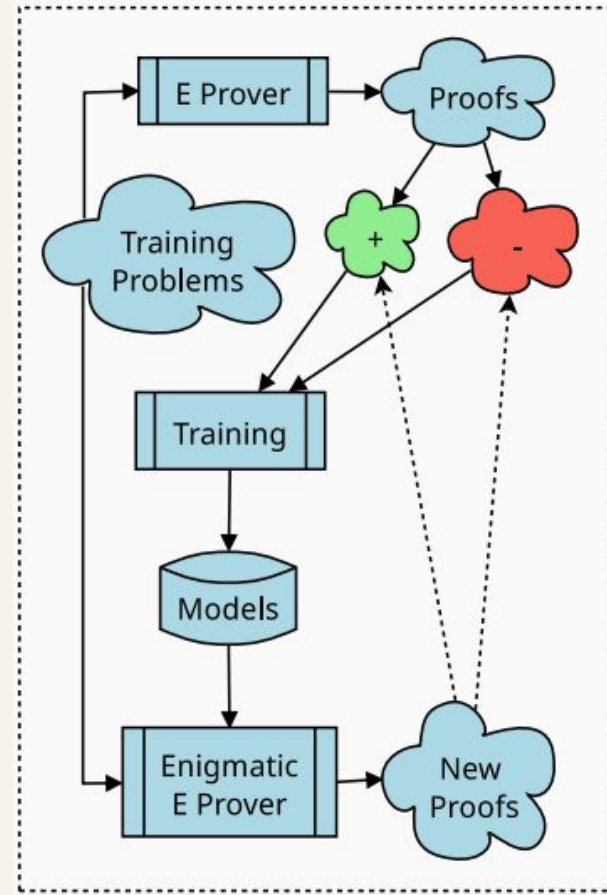 E Prover
Proofs
Training
Problems
+
-
Training
Models
Enigmatic
E Prover
New
Proofs